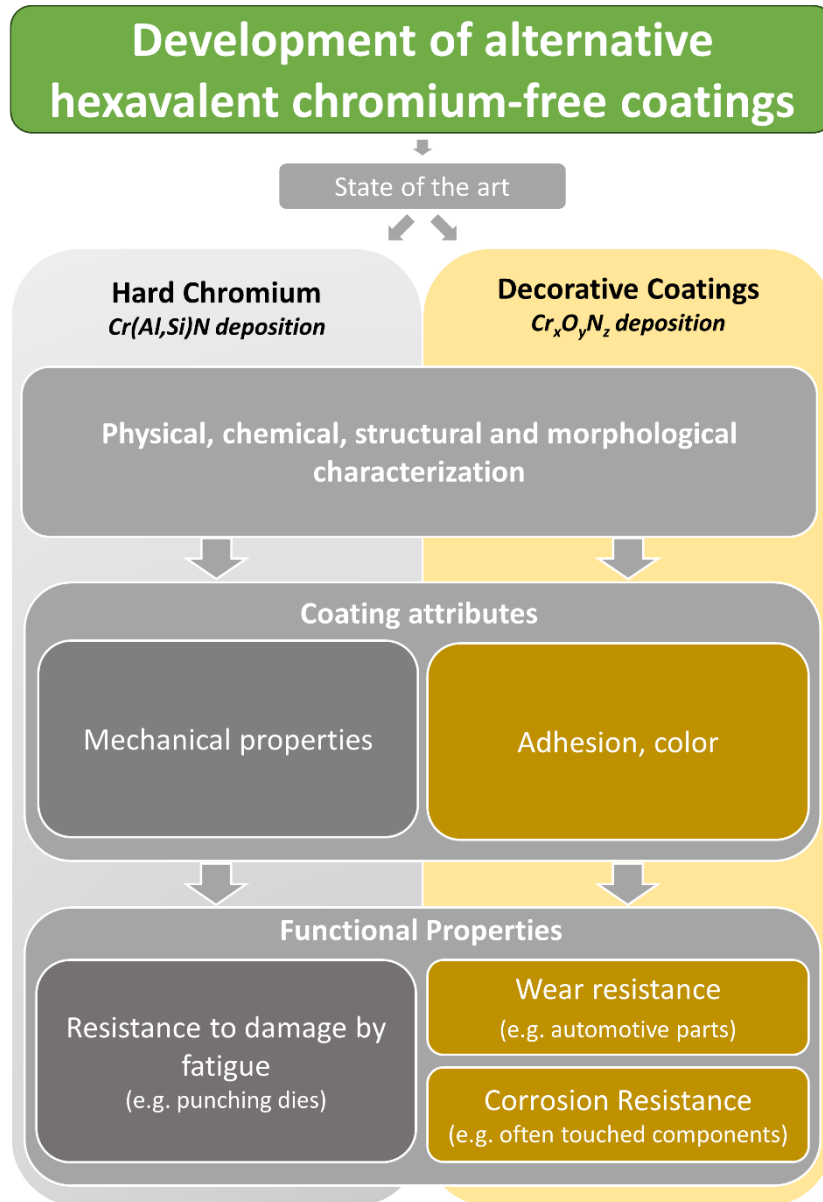 Development of alternative
hexavalent chromium-free coatings
State of the art
Hard Chromium
Cr(Al,Si)N deposition
Decorative Coatings
CrxOyNz deposition
Physical, chemical, structural and morphological
characterization
Coating attributes
Mechanical properties
Adhesion, color
Functional Properties
Resistance to damage by
fatigue
(e.g. punching dies)
Wear resistance
(e.g. automotive parts)
Corrosion Resistance
(e.g. often touched components)